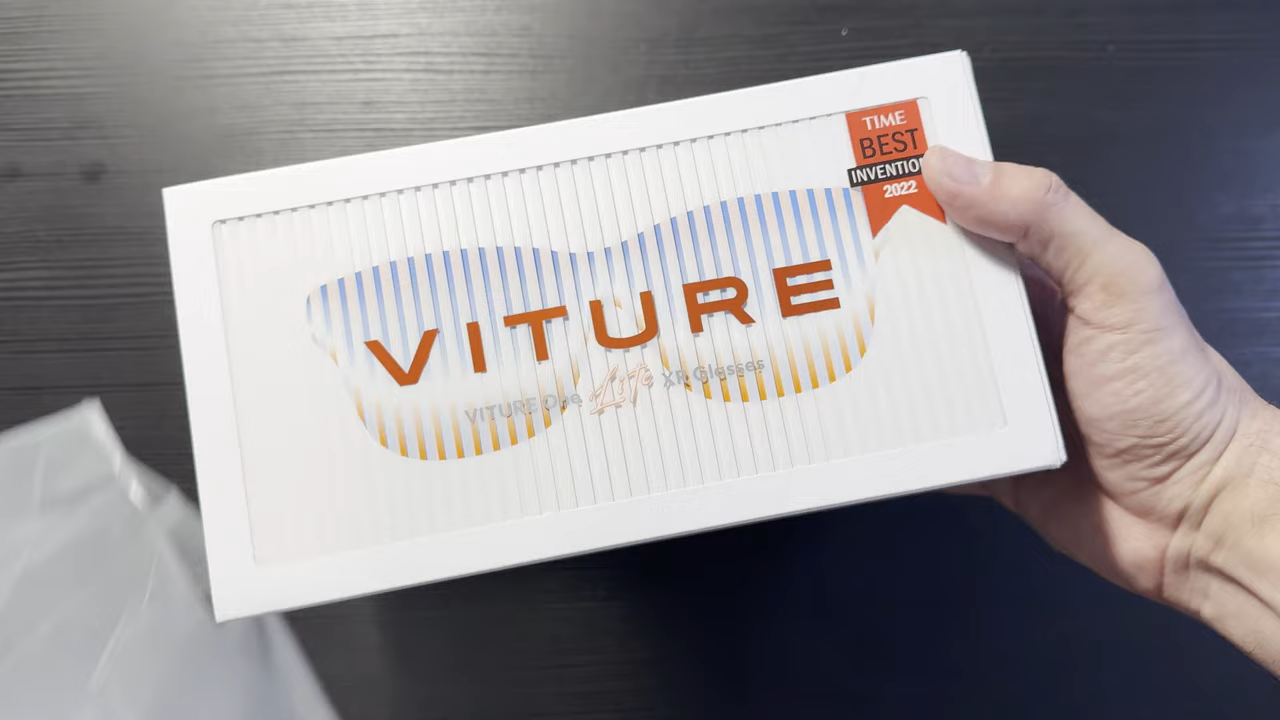 TIME
BEST
INVENTIO
2022
VITURE
VITURE One Lite XR Glasses